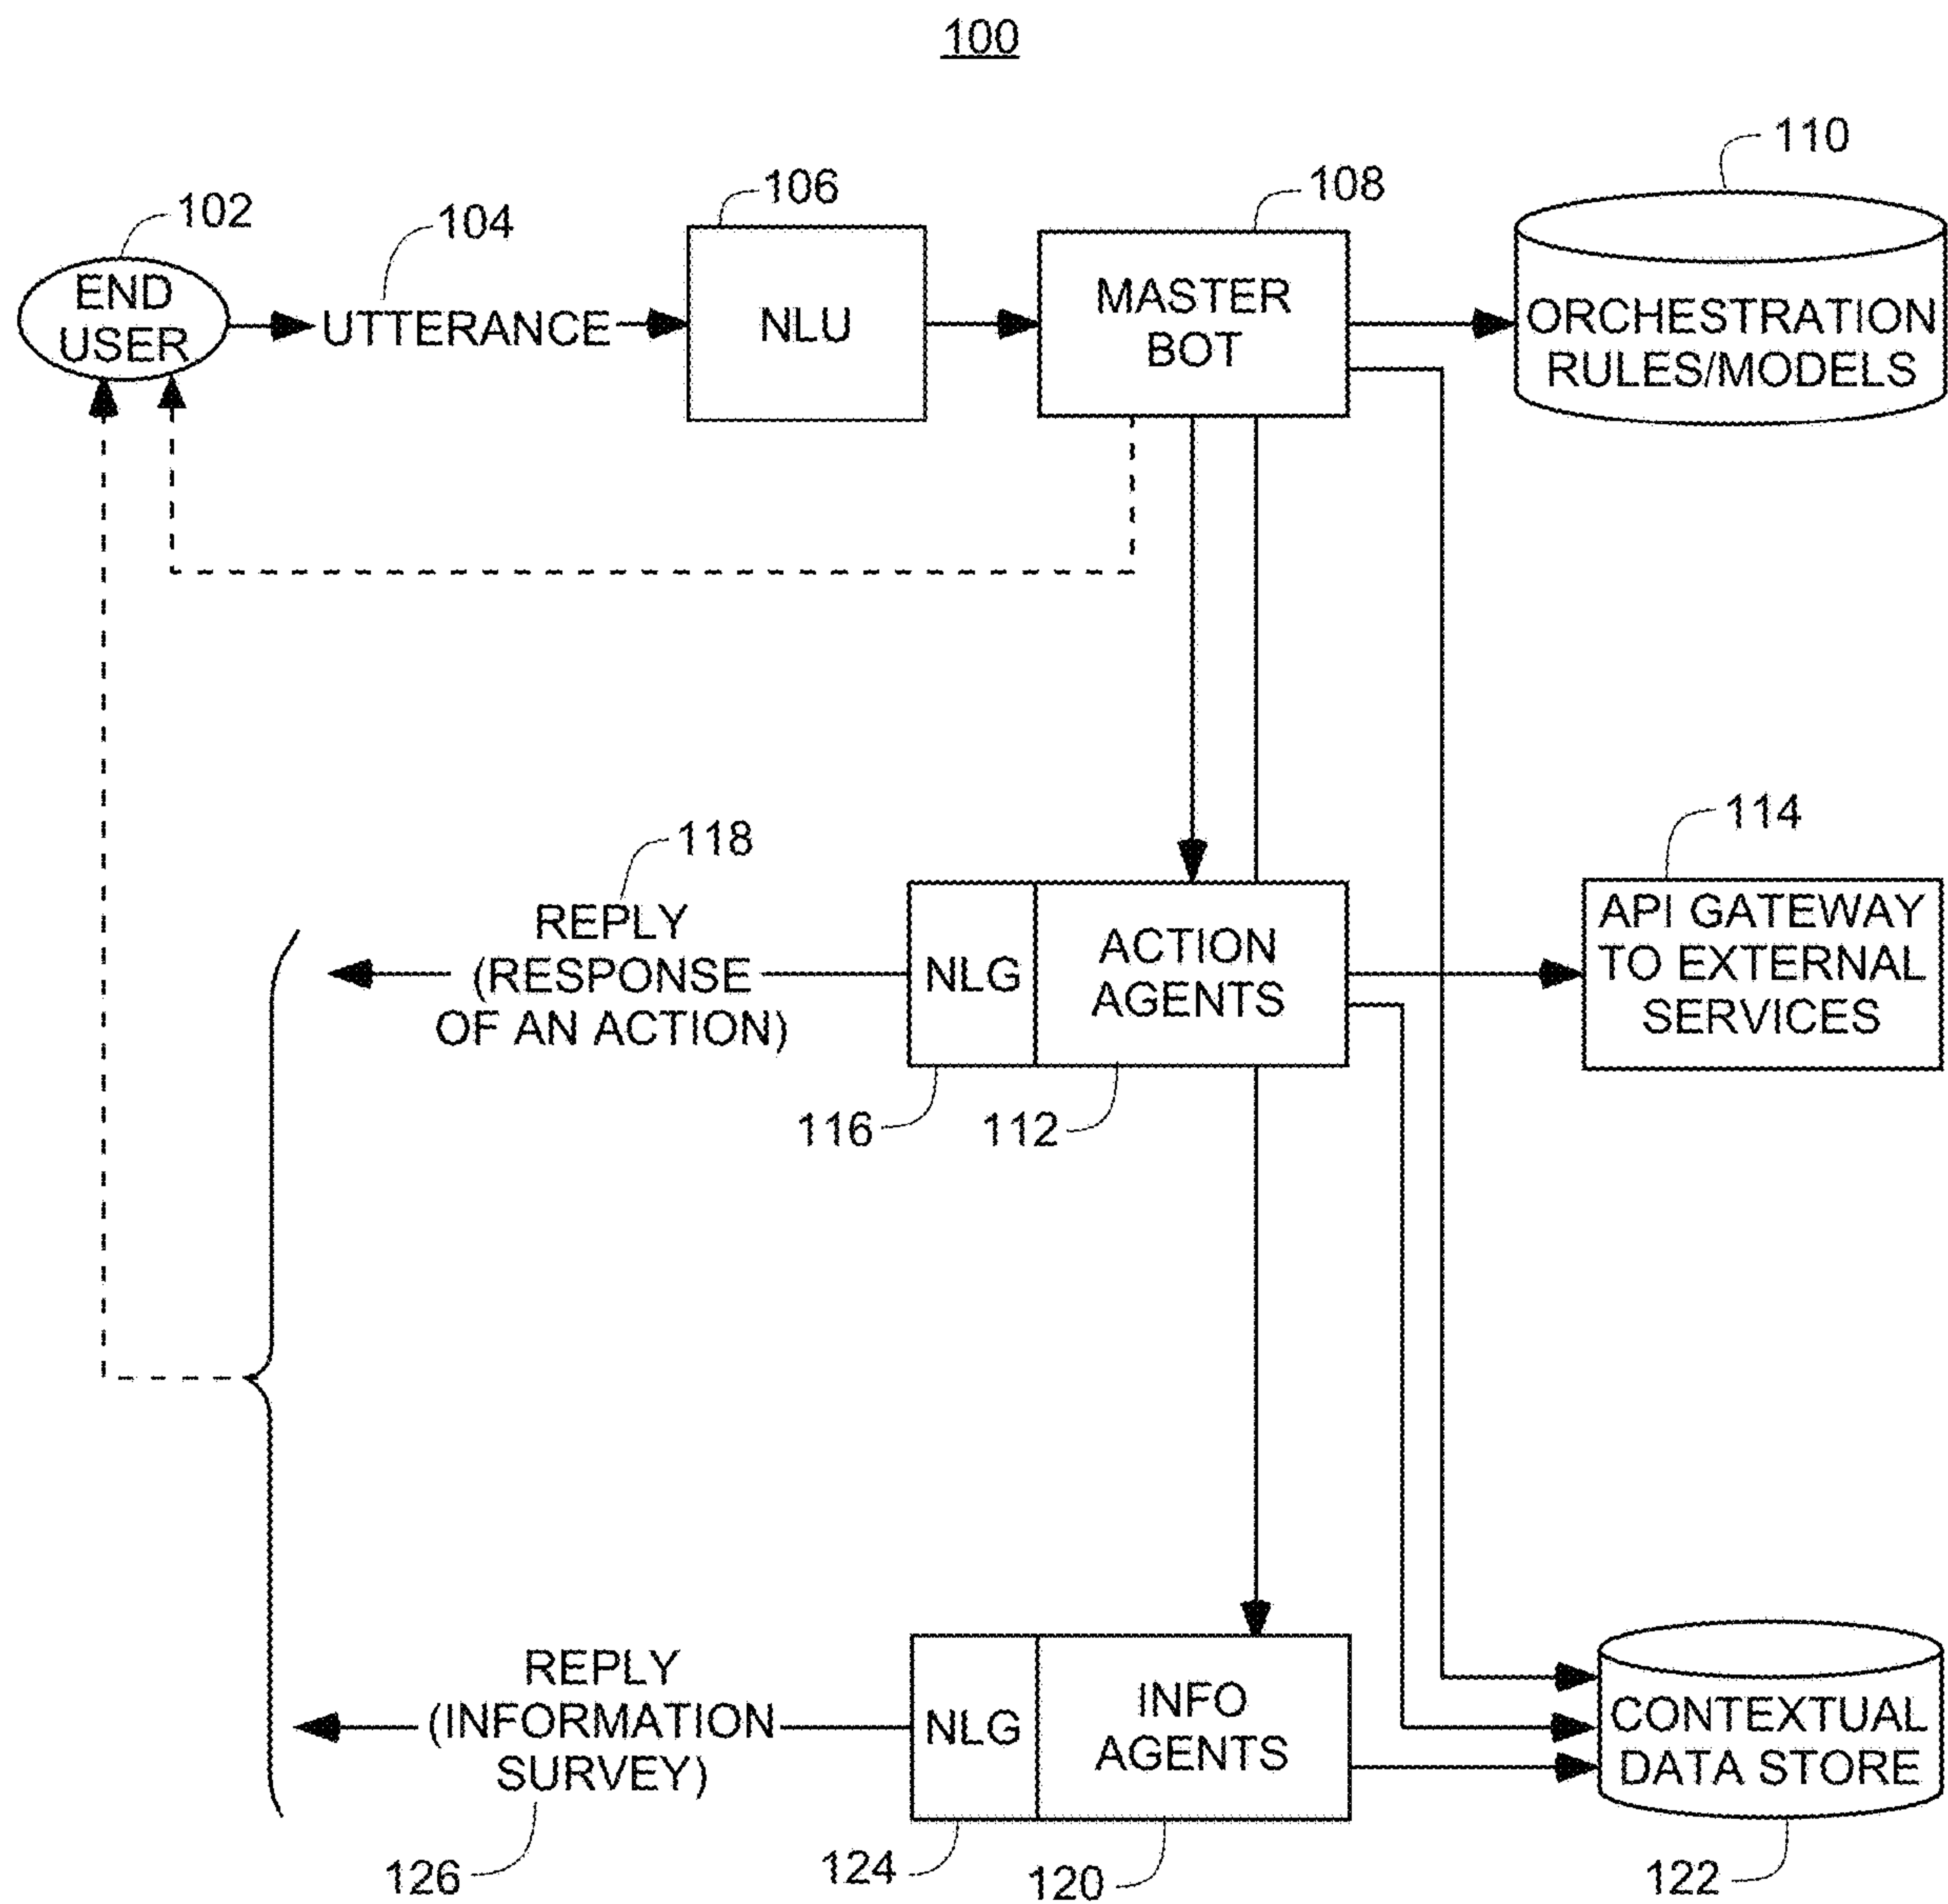 100
110
106
108
102
104
END
USER
UTTERANCE
NLU
MASTER
BOT
ORCHESTRATION
RULES/MODELS
118
114
REPLY
(RESPONSE
OF AN ACTION)
NLG
ACTION
AGENTS
API GATEWAY
TO EXTERNAL
SERVICES
116
112
REPLY
(INFORMATION
SURVEY)
NLG
INFO
AGENTS
CONTEXTUAL
DATA STORE
126
124
120
122